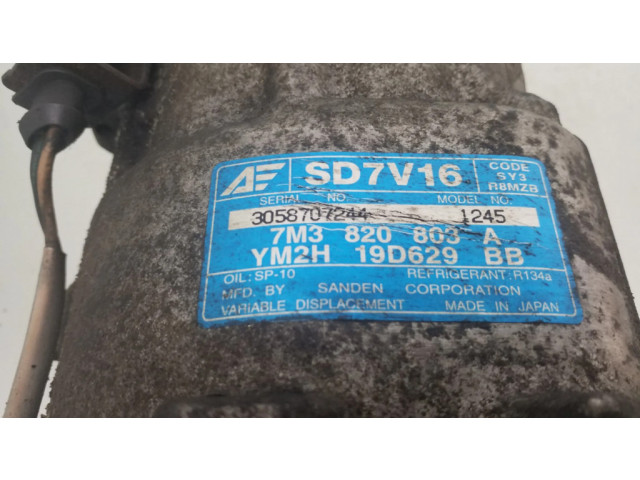 AF SD7V16 CODE
SY3
R8MZB
SERIAL NO. MODEL NO.
3058707244 1245
7M3 820 803 A
YM2H 19D629 BB
OIL:SP-10 REFRIGERANT:R134a
MFD. BY SANDEN CORPORATION
VARIABLE DISPLACEMENT MADE IN JAPAN